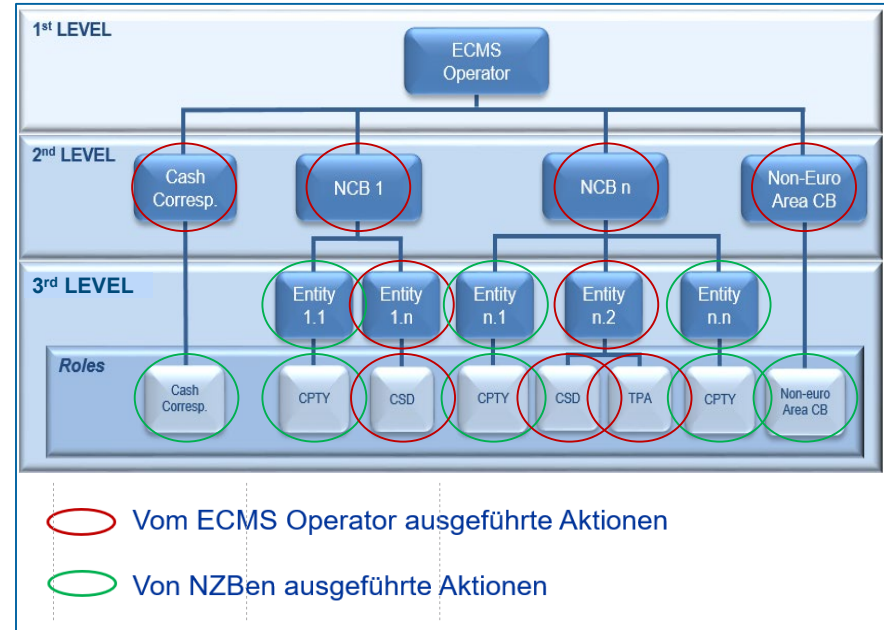 1st LEVEL
ECMS
Operator
2nd LEVEL
Cash
Corresp.
NCB 1
NCB n
Non-Euro
Area CB
3rd LEVEL
Entity
1.1
Entity
1.n
Entity
n.1
Entity
n.2
Entity
n.n
Roles
Cash
Corresp.
CPTY
CSD
CPTY
CSD
TPA
CPTY
Non-euro
Area CB
Vom ECMS Operator ausgeführte Aktionen
Von NZBen ausgeführte Aktionen